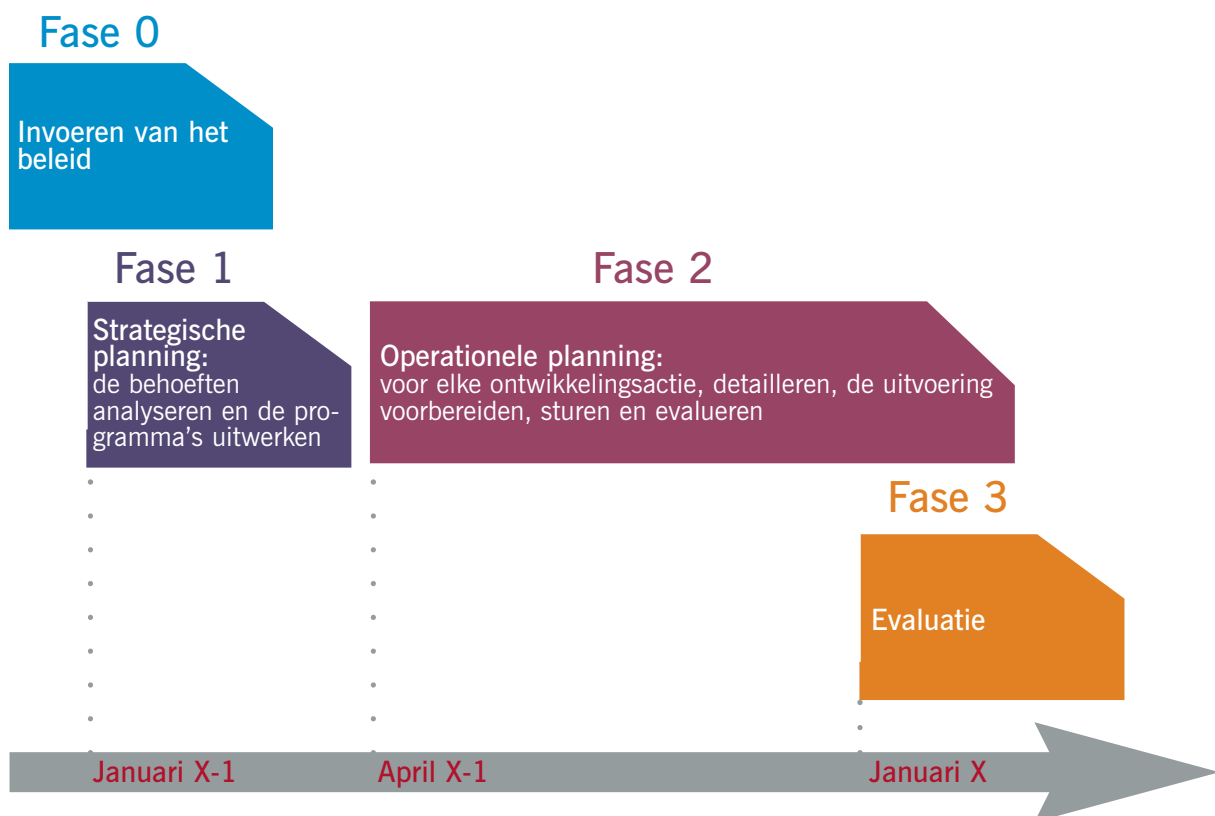 Fase 0
Invoeren van het
beleid
Fase 1
Strategische
planning:
de behoeften
analyseren en de pro-
gramma's uitwerken
Fase 2
Operationele planning:
voor elke ontwikkelingsactie, detailleren, de uitvoering
voorbereiden, sturen en evalueren
Fase 3
Evaluatie
Januari X-1
April X-1
Januari X